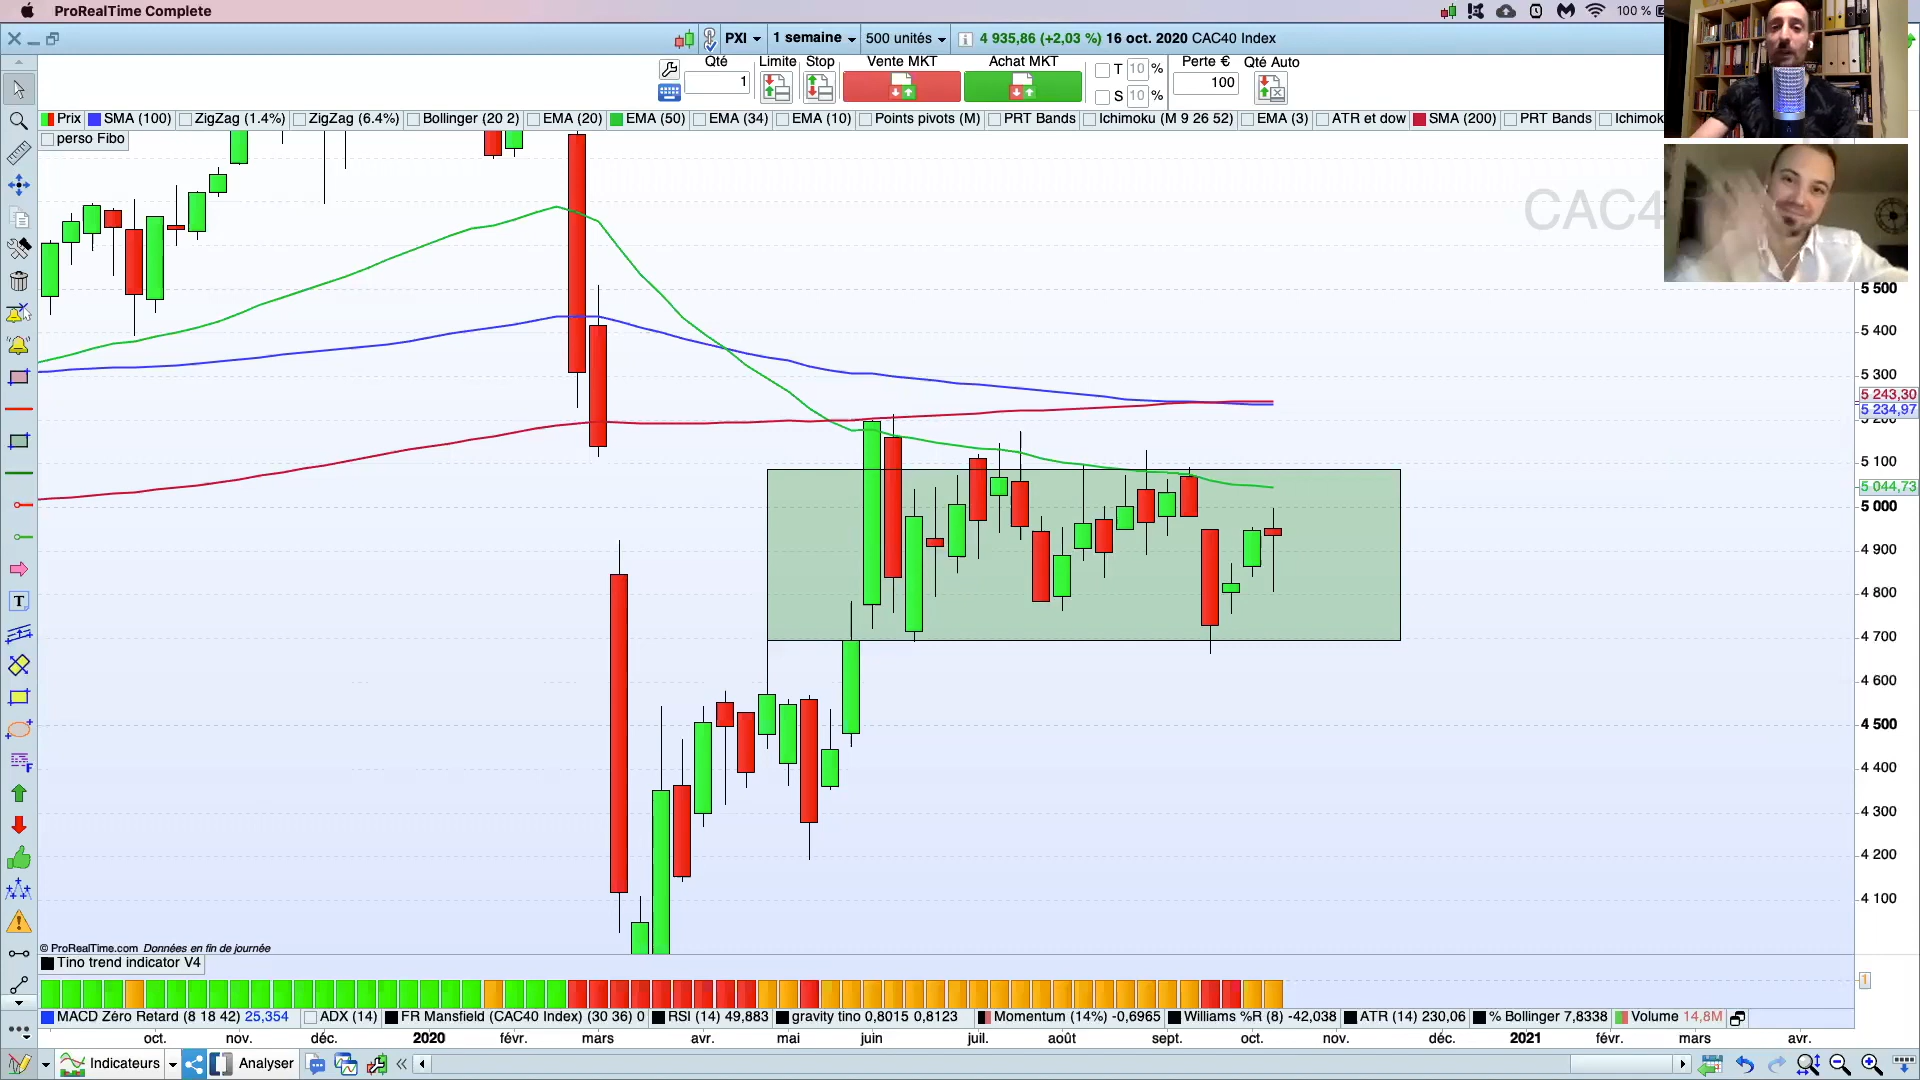 ProRealTime Complete
100 %
PXI 1 semaine 500 unités 4 935,86 (+2,03 %) 16 oct. 2020 CAC40 Index
Qté Limite Stop Vente MKT Achat MKT T 10 % Perte € Qté Auto
1 S 10 % 100
Prix SMA (100) ZigZag (1.4%) ZigZag (6.4%) Bollinger (20 2) EMA (20) EMA (50) EMA (34) EMA (10) Points pivots (M) PRT Bands Ichimoku (M 9 26 52) EMA (3) ATR et dow SMA (200) PRT Bands Ichimok
perso Fibo
CAC4
5 500
5 400
5 300
5 243,30
5 234,97
5 200
5 100
5 044,73
5 000
4 900
4 800
4 700
4 600
4 500
4 400
4 300
4 200
4 100
© ProRealTime.com Données en fin de journée
Tino trend indicator V4
1
MACD Zéro Retard (8 18 42) 25,354 ADX (14) FR Mansfield (CAC40 Index) (30 36) 0 RSI (14) 49,883 gravity tino 0,8015 0,8123 Momentum (14%) -0,6965 Williams %R (8) -42,038 ATR (14) 230,06 % Bollinger 7,8338 Volume 14,8M
oct. nov. déc. 2020 févr. mars avr. mai juin juil. août sept. oct. nov. déc. 2021 févr. mars avr.
Indicateurs Analyser